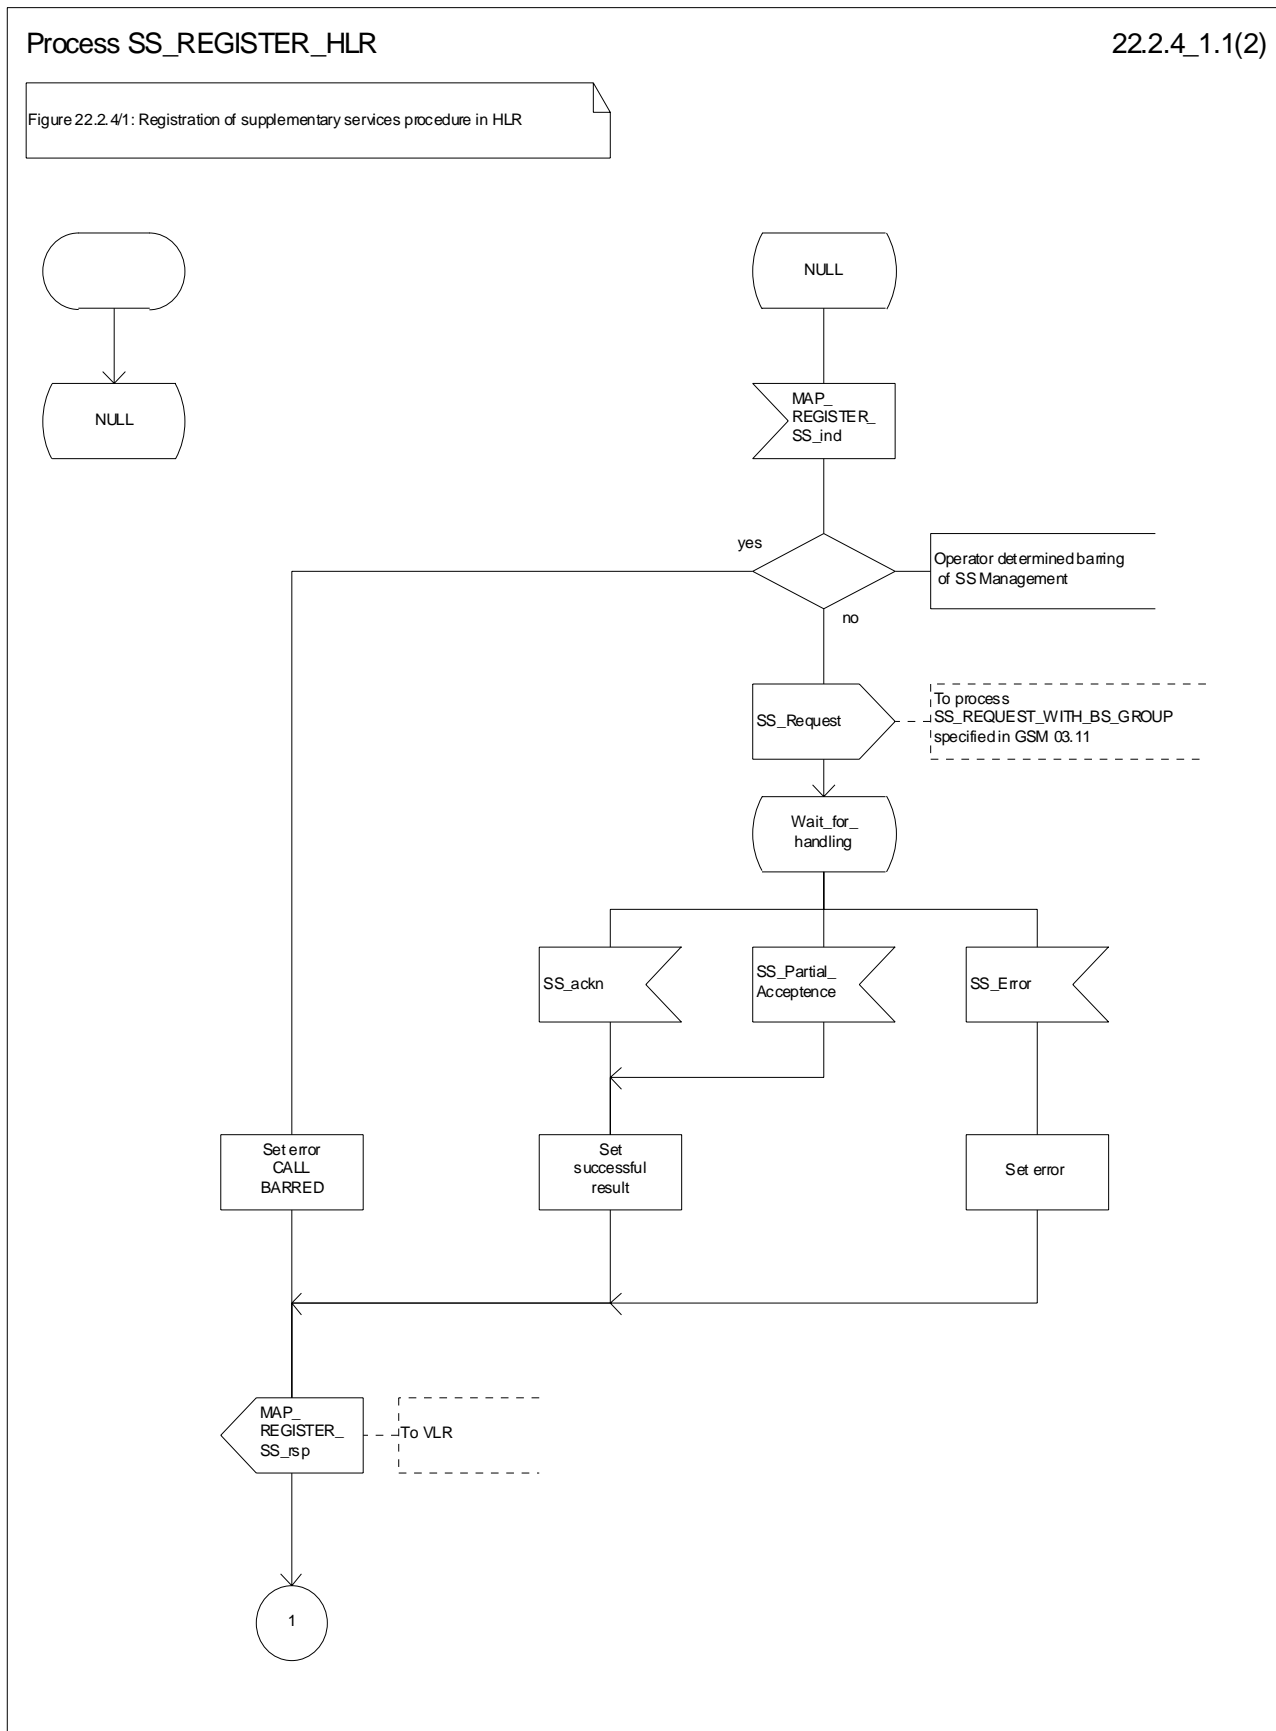 Process SS_REGISTER_HLR
22.2.4_1.1(2)
Figure 22.2.4/1: Registration of supplementary services procedure in HLR
NULL
NULL
MAP_
REGISTER_
SS_ind
yes
Operator determined barring
of SS Management
no
SS_Request
To process
SS_REQUEST_WITH_BS_GROUP
specified in GSM 03.11
Wait_for_
handling
SS_ackn
SS_Partial_
Acceptence
SS_Error
Set error
CALL
BARRED
Set
successful
result
Set error
MAP_
REGISTER_
SS_rsp
To VLR
1